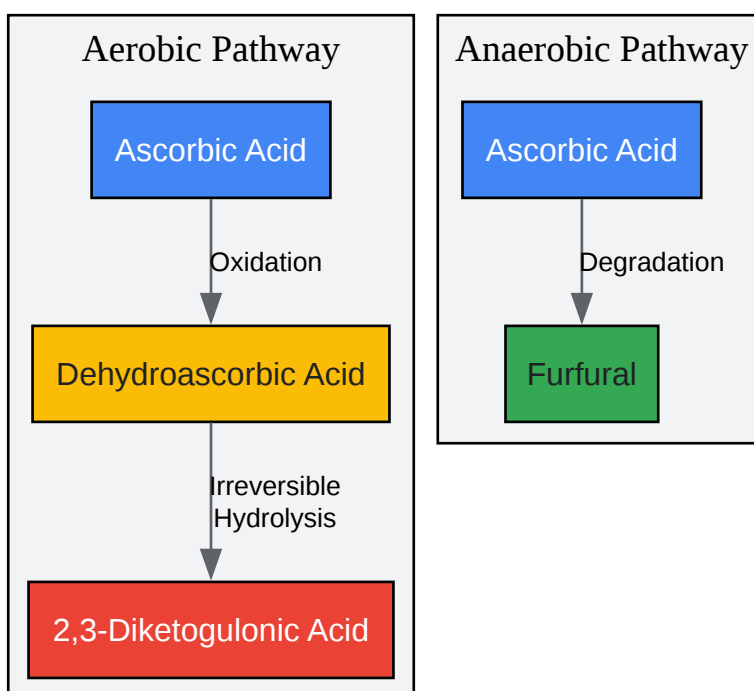 Aerobic Pathway
Ascorbic Acid
Oxidation
Dehydroascorbic Acid
Irreversible
Hydrolysis
2,3-Diketogulonic Acid
Anaerobic Pathway
Ascorbic Acid
Degradation
Furfural